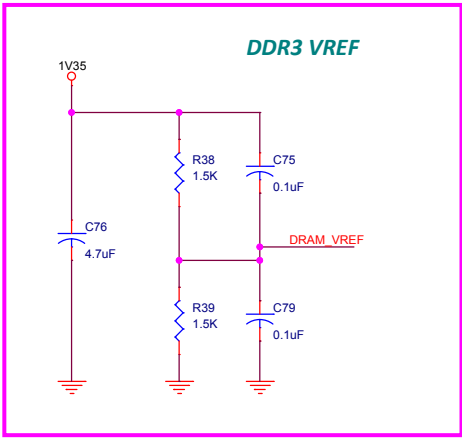 DDR3 VREF
1V35
R38
1.5K
C75
0.1uF
C76
4.7uF
DRAM_VREF
R39
1.5K
C79
0.1uF